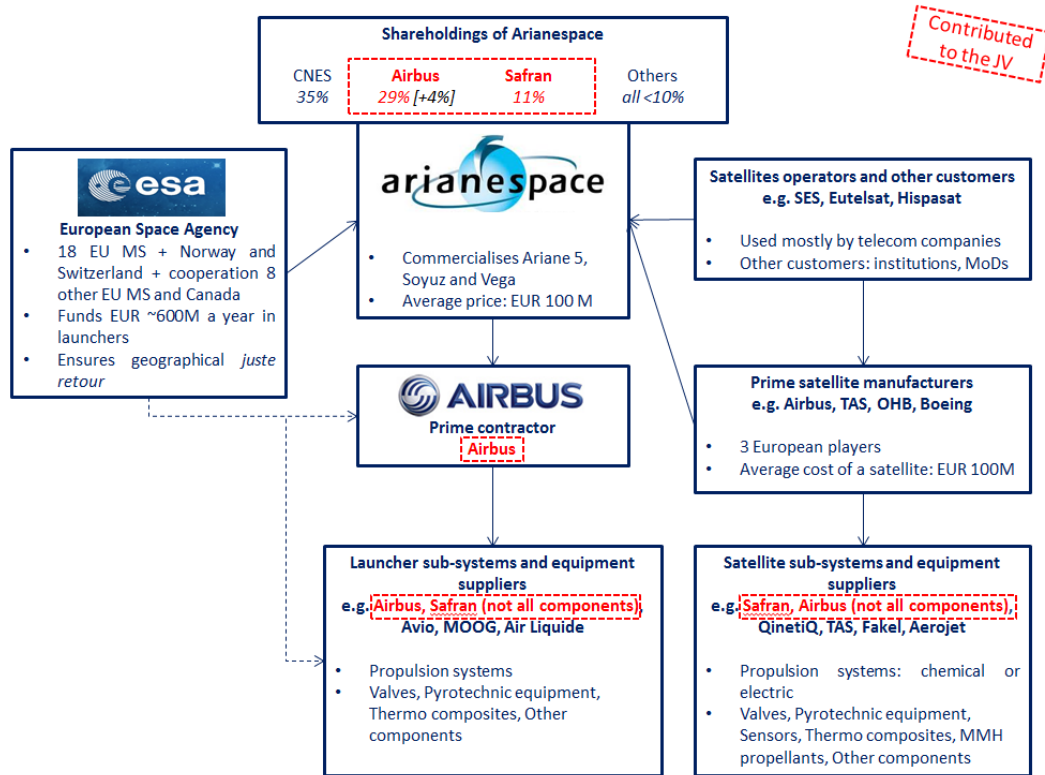 Contributed
to the JV
Shareholdings of Arianespace
CNES
35%
Airbus
29% [+4%]
Safran
11%
Others
all <10%
esa
European Space Agency
• 18 EU MS + Norway and
Switzerland + cooperation 8
other EU MS and Canada
• Funds EUR ~600M a year in
launchers
• Ensures geographical juste
retour
arianespace
• Commercialises Ariane 5,
Soyuz and Vega
• Average price: EUR 100 M
Satellites operators and other customers
e.g. SES, Eutelsat, Hispasat
• Used mostly by telecom companies
• Other customers: institutions, MoDs
AIRBUS
Prime contractor
Airbus
Prime satellite manufacturers
e.g. Airbus, TAS, OHB, Boeing
• 3 European players
• Average cost of a satellite: EUR 100M
Launcher sub-systems and equipment
suppliers
e.g. Airbus, Safran (not all components),
Avio, MOOG, Air Liquide
• Propulsion systems
• Valves, Pyrotechnic equipment,
Thermo composites, Other
components
Satellite sub-systems and equipment
suppliers
e.g. Safran, Airbus (not all components),
QinetiQ, TAS, Fakel, Aerojet
• Propulsion systems: chemical or
electric
• Valves, Pyrotechnic equipment,
Sensors, Thermo composites, MMH
propellants, Other components